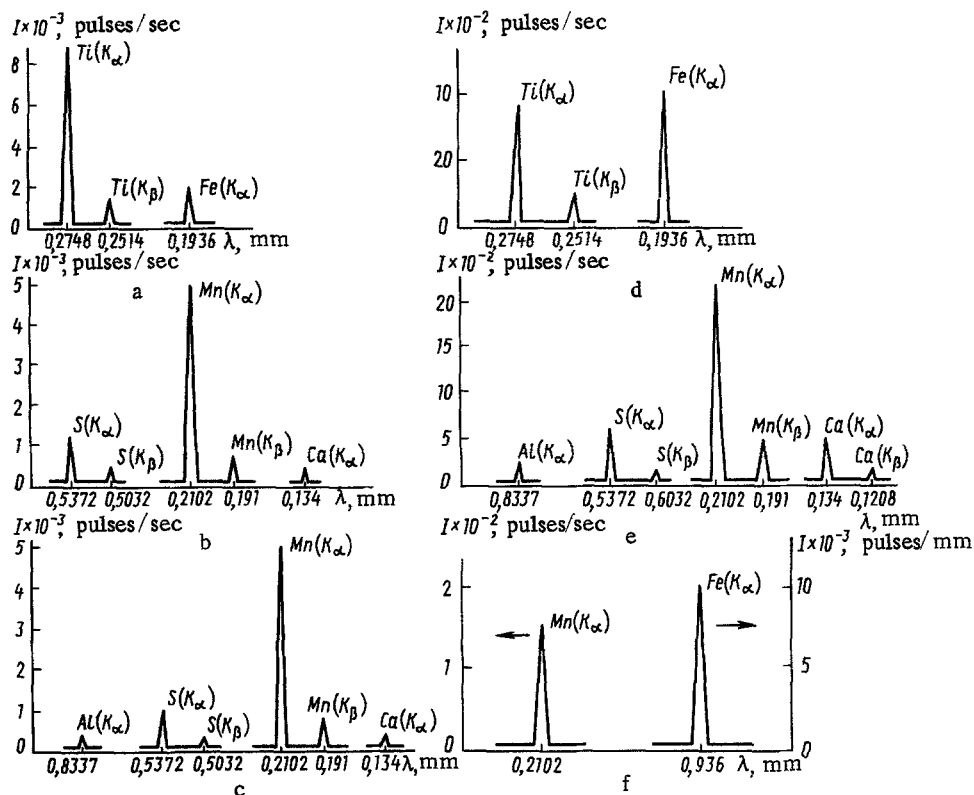 I×10⁻³, pulses/sec
8
6
4
2
0
Ti(Kα)
Ti(Kβ)
Fe(Kα)
0,2748 0,2514 0,1936 λ, mm
a
I×10⁻², pulses/sec
10
20
0
Ti(Kα)
Ti(Kβ)
Fe(Kα)
0,2748 0,2514 0,1936 λ, mm
d
I×10⁻³, pulses/sec
5
4
3
2
1
0
S(Kα)
S(Kβ)
Mn(Kα)
Mn(Kβ)
Ca(Kα)
0,5372 0,5032 0,2102 0,191 0,134 λ, mm
b
I×10⁻², pulses/sec
20
15
10
5
0
Al(Kα)
S(Kα)
S(Kβ)
Mn(Kα)
Mn(Kβ)
Ca(Kα)
Ca(Kβ)
0,8337 0,5372 0,6032 0,2102 0,191 0,134 0,1208
λ, mm
e
I×10⁻³, pulses/sec
5
4
3
2
1
0
Al(Kα)
S(Kα)
S(Kβ)
Mn(Kα)
Mn(Kβ)
Ca(Kα)
0,8337 0,5372 0,5032 0,2102 0,191 0,134 λ, mm
c
I×10⁻², pulses/sec
2
1
0
Mn(Kα)
Fe(Kα)
I×10⁻³, pulses/mm
10
5
0
0,2702 0,936 λ, mm
f